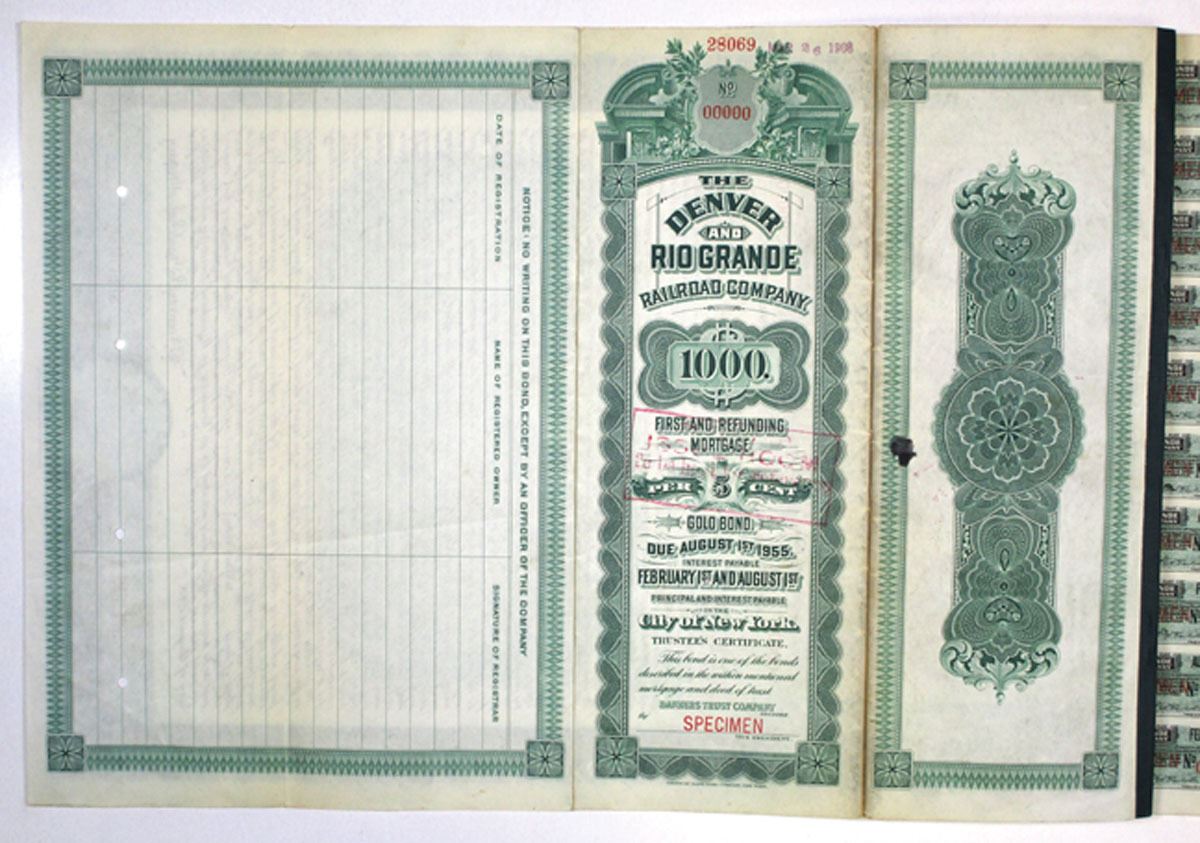 DATE OF REGISTRATION
NAME OF REGISTERED OWNER
SIGNATURE OF REGISTRAR
NOTICE: NO WRITING ON THIS BOND, EXCEPT BY AN OFFICER OF THE COMPANY
28069
1908
No
00000
THE
DENVER
AND
RIO GRANDE
RAILROAD COMPANY.
1000.
FIRST AND REFUNDING
MORTGAGE
PER 5 CENT
GOLD BOND.
DUE AUGUST 1ST 1955.
INTEREST PAYABLE
FEBRUARY 1ST AND AUGUST 1ST
PRINCIPAL AND INTEREST PAYABLE
IN THE
City of New York.
TRUSTEE'S CERTIFICATE.
This bond is one of the bonds
described in the within mentioned
mortgage and deed of trust
BANKERS TRUST COMPANY
by
SPECIMEN